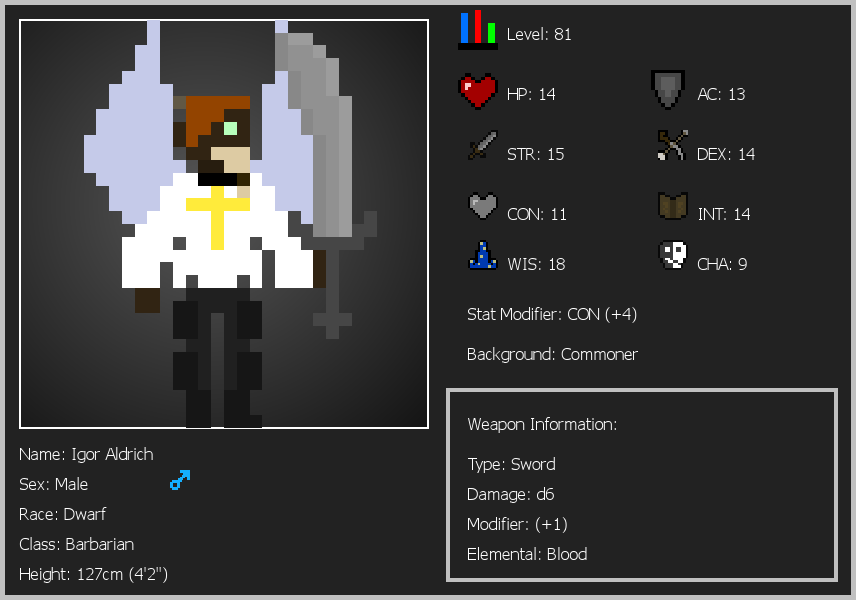 Level: 81
HP: 14
AC: 13
STR: 15
DEX: 14
CON: 11
INT: 14
WIS: 18
CHA: 9
Stat Modifier: CON (+4)
Background: Commoner
Weapon Information:
Type: Sword
Damage: d6
Modifier: (+1)
Elemental: Blood
Name: Igor Aldrich
Sex: Male
Race: Dwarf
Class: Barbarian
Height: 127cm (4'2")